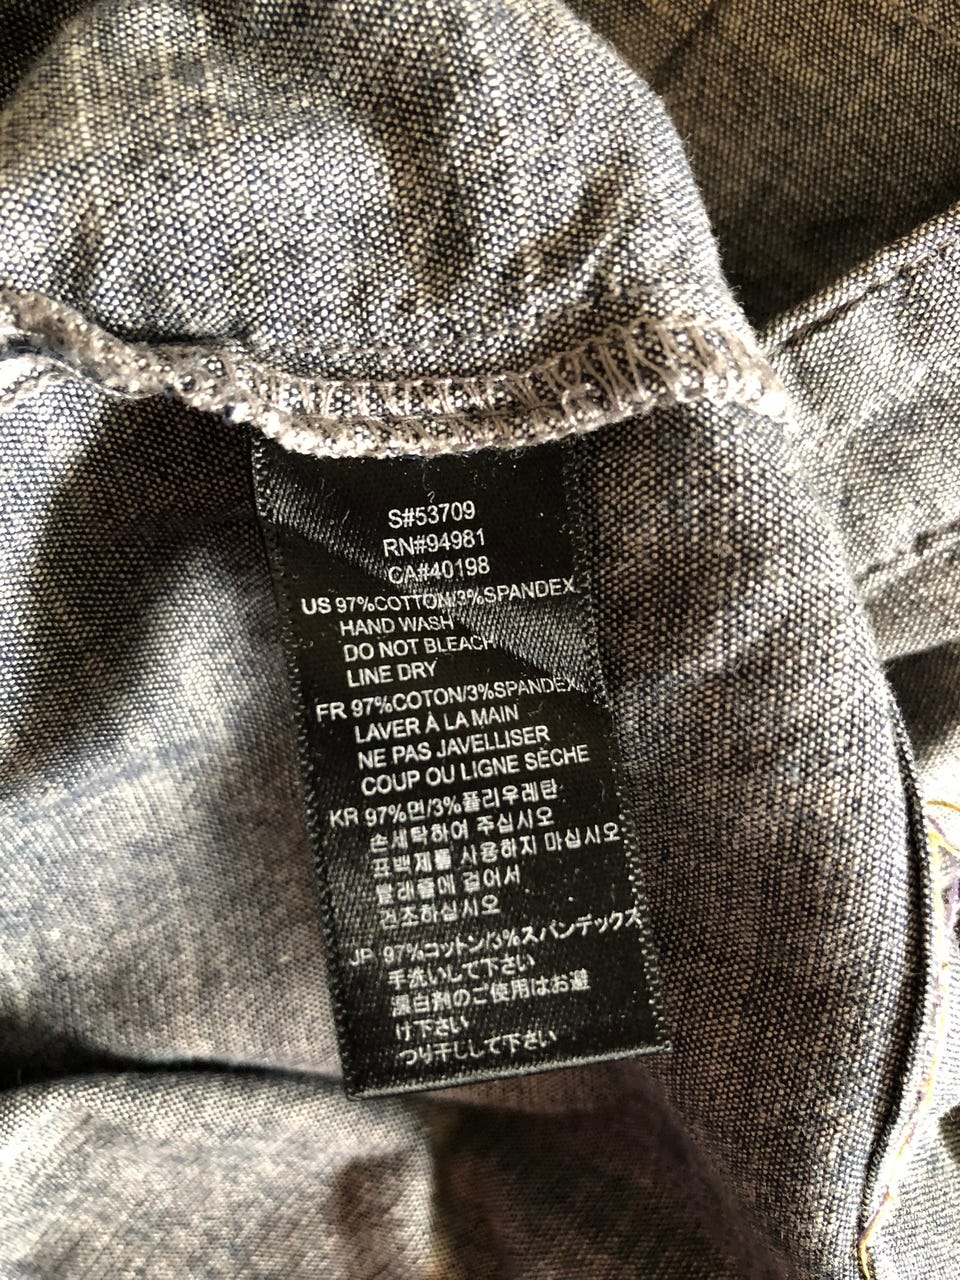 S#53709
RN#94981
CA#40198
US 97%COTTON/3%SPANDEX
HAND WASH
DO NOT BLEACH
LINE DRY
FR 97%COTON/3%SPANDEX
LAVER À LA MAIN
NE PAS JAVELLISER
COUP OU LIGNE SÈCHE
KR 97%면/3%폴리우레탄
손세탁하여 주십시오
표백제를 사용하지 마십시오
빨래줄에 걸어서
건조하십시오
JP 97%コットン/3%スパンデックス
手洗いして下さい
漂白剤のご使用はお避
け下さい
つり干しして下さい